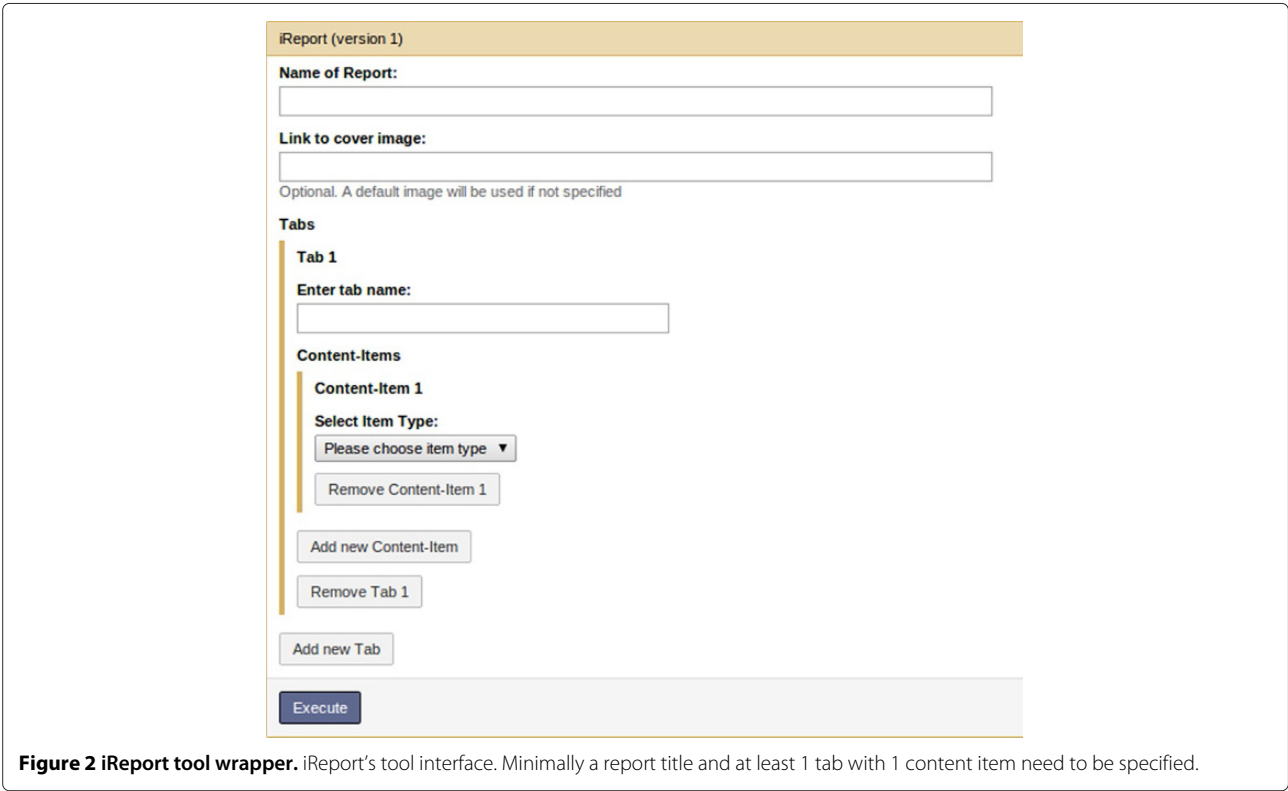 iReport (version 1)
Name of Report:
Link to cover image:
Optional. A default image will be used if not specified
Tabs
Tab 1
Enter tab name:
Content-Items
Content-Item 1
Select Item Type:
Please choose item type ▼
Remove Content-Item 1
Add new Content-Item
Remove Tab 1
Add new Tab
Execute
Figure 2 iReport tool wrapper. iReport's tool interface. Minimally a report title and at least 1 tab with 1 content item need to be specified.